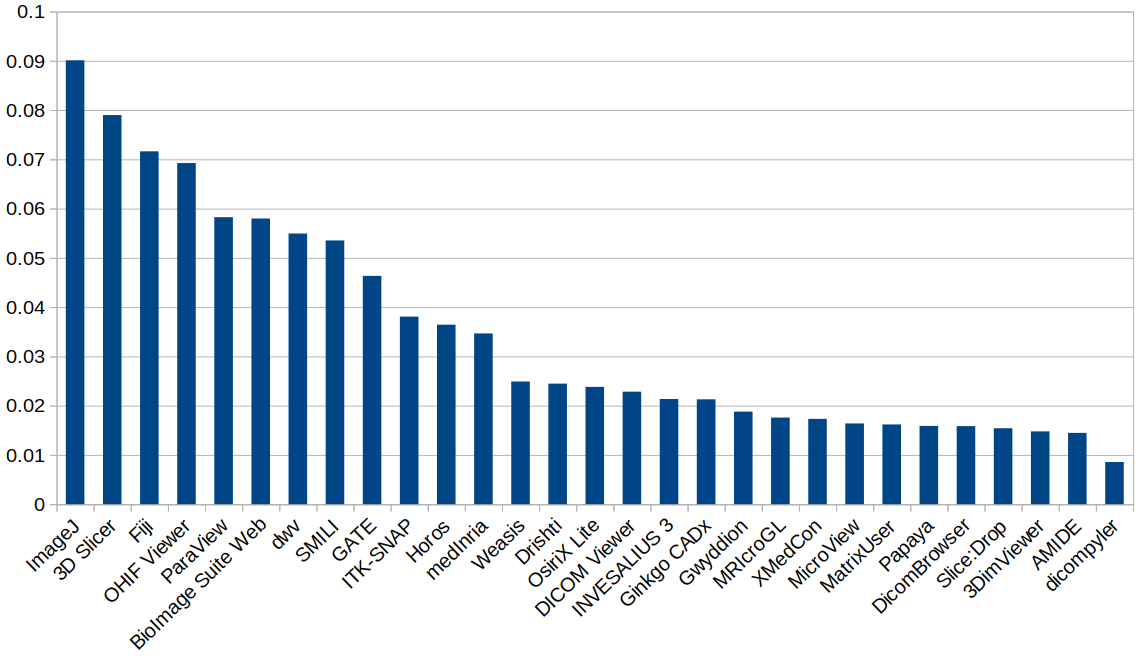 0.1
0.09
0.08
0.07
0.06
0.05
0.04
0.03
0.02
0.01
0
ImageJ
3D Slicer
Fiji
OHIF Viewer
ParaView
BioImage Suite Web
dwv
SMILI
GATE
ITK-SNAP
Horos
medInria
Weasis
Drishti
OsiriX Lite
DICOM Viewer
INVESALIUS 3
Ginkgo CADx
Gwyddion
MRIcroGL
XMedCon
MicroView
MatrixUser
Papaya
DicomBrowser
Slice:Drop
3DimViewer
AMIDE
dicompyler